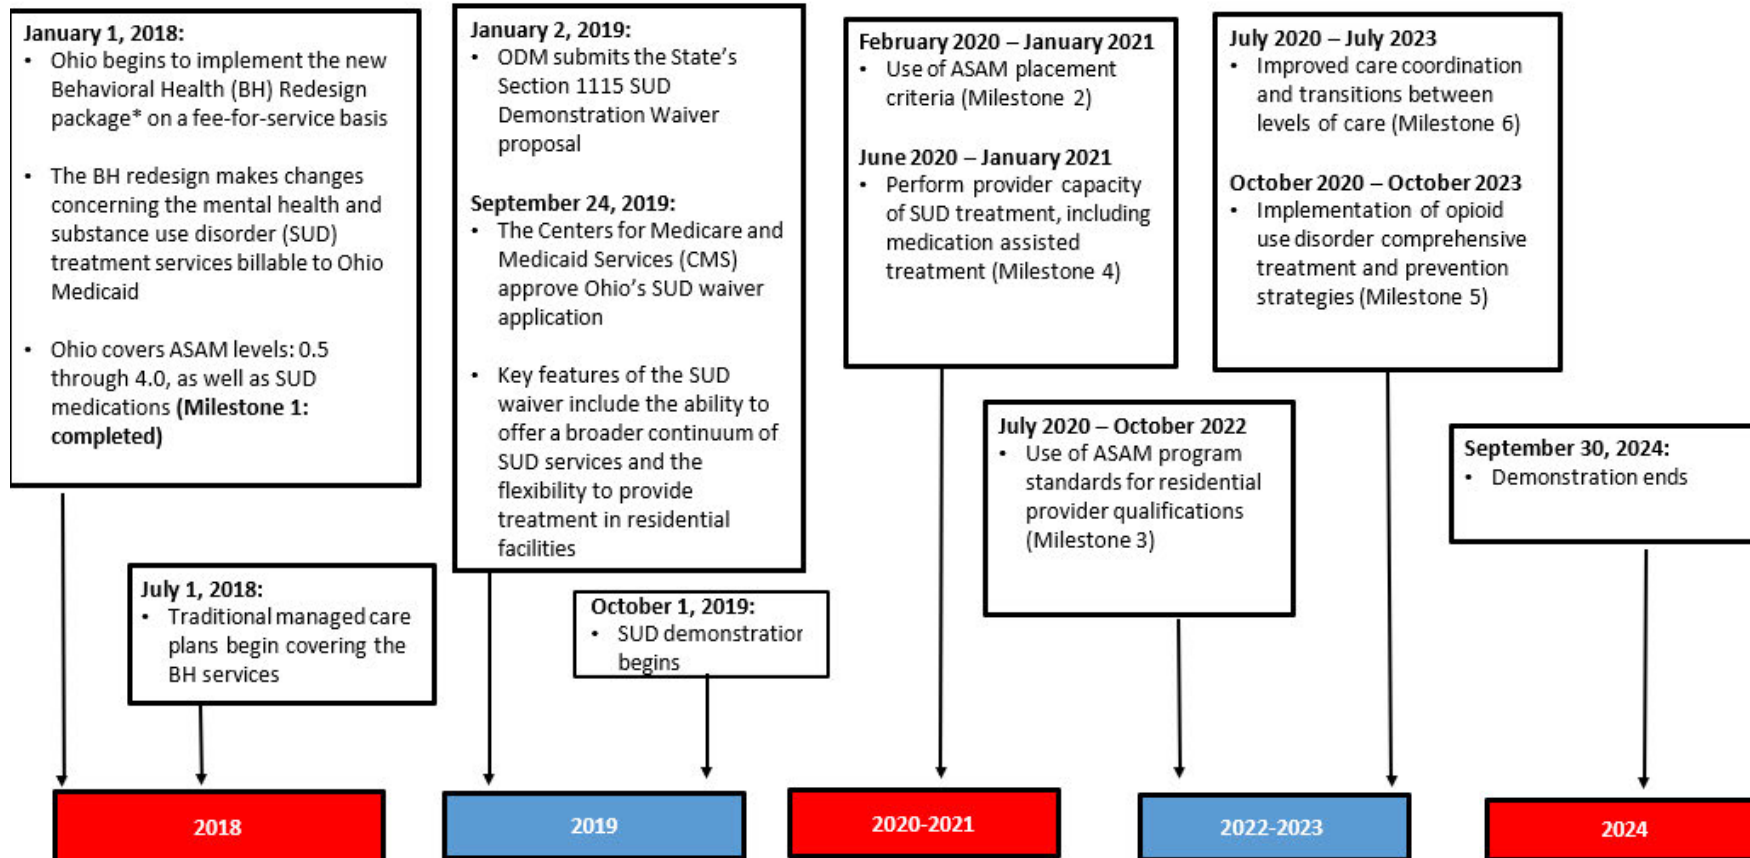 January 1, 2018:
• Ohio begins to implement the new
Behavioral Health (BH) Redesign
package* on a fee-for-service basis
• The BH redesign makes changes
concerning the mental health and
substance use disorder (SUD)
treatment services billable to Ohio
Medicaid
• Ohio covers ASAM levels: 0.5
through 4.0, as well as SUD
medications (Milestone 1:
completed)
July 1, 2018:
• Traditional managed care
plans begin covering the
BH services
January 2, 2019:
• ODM submits the State's
Section 1115 SUD
Demonstration Waiver
proposal
September 24, 2019:
• The Centers for Medicare and
Medicaid Services (CMS)
approve Ohio's SUD waiver
application
• Key features of the SUD
waiver include the ability to
offer a broader continuum of
SUD services and the
flexibility to provide
treatment in residential
facilities
October 1, 2019:
• SUD demonstration
begins
February 2020 – January 2021
• Use of ASAM placement
criteria (Milestone 2)
June 2020 – January 2021
• Perform provider capacity
of SUD treatment, including
medication assisted
treatment (Milestone 4)
July 2020 – October 2022
• Use of ASAM program
standards for residential
provider qualifications
(Milestone 3)
July 2020 – July 2023
• Improved care coordination
and transitions between
levels of care (Milestone 6)
October 2020 – October 2023
• Implementation of opioid
use disorder comprehensive
treatment and prevention
strategies (Milestone 5)
September 30, 2024:
• Demonstration ends
2018
2019
2020-2021
2022-2023
2024